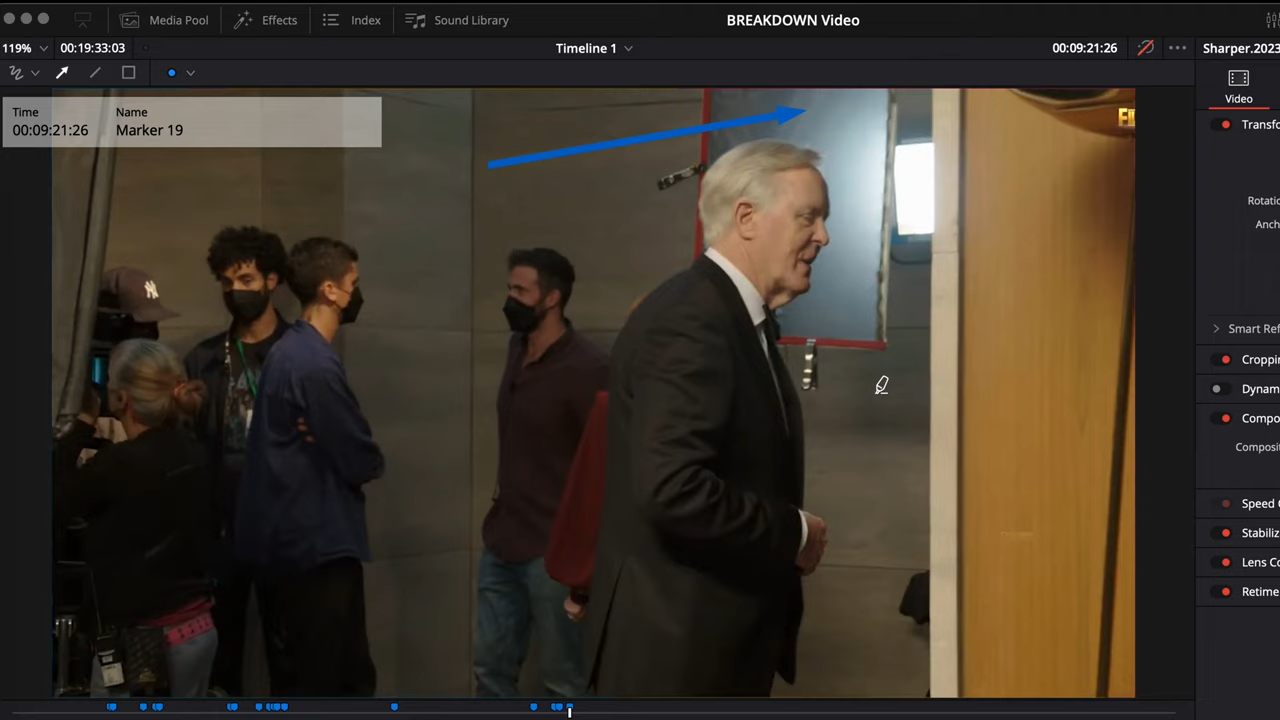 Media Pool
Effects
Index
Sound Library
BREAKDOWN Video
119%
00:19:33:03
Timeline 1
00:09:21:26
Sharper.2023
Time
Name
00:09:21:26
Marker 19
NY
Video
Transfo
Rotatio
Anch
Smart Ref
Croppi
Dynam
Compo
Composit
Speed C
Stabiliz
Lens Co
Retime